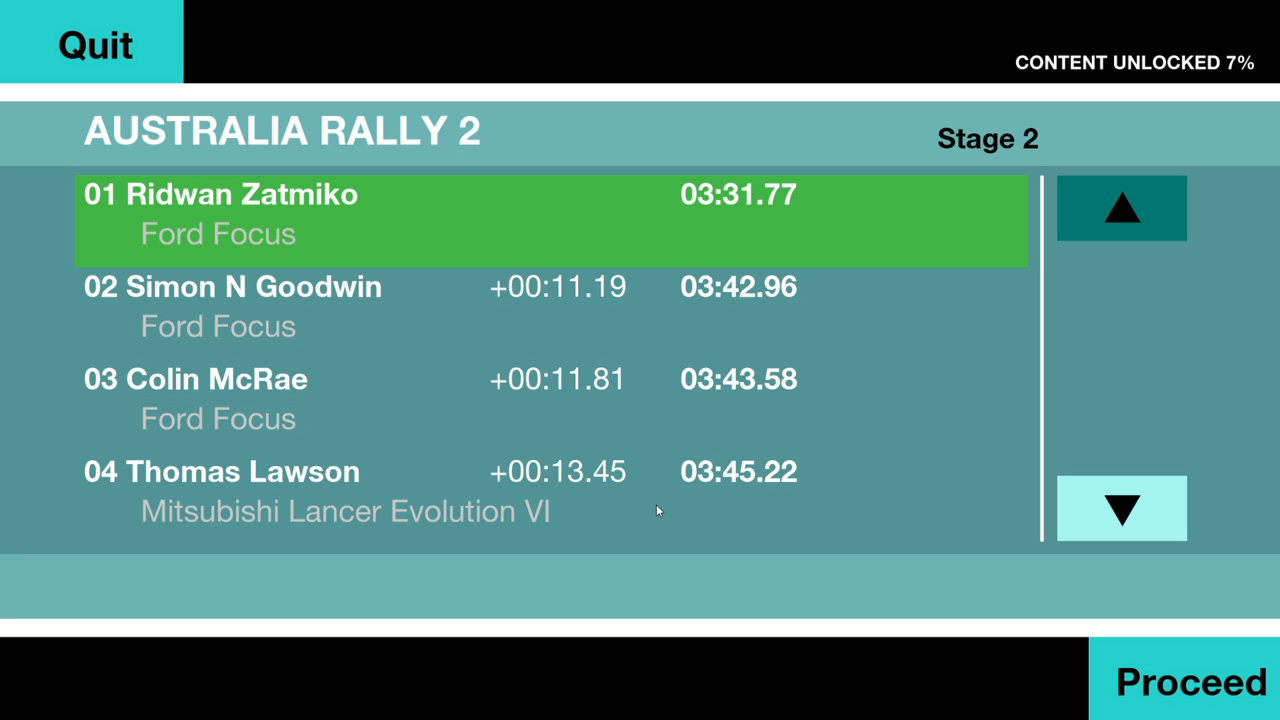 Quit
CONTENT UNLOCKED 7%
AUSTRALIA RALLY 2
Stage 2
01 Ridwan Zatmiko 03:31.77
Ford Focus
02 Simon N Goodwin +00:11.19 03:42.96
Ford Focus
03 Colin McRae +00:11.81 03:43.58
Ford Focus
04 Thomas Lawson +00:13.45 03:45.22
Mitsubishi Lancer Evolution VI
Proceed